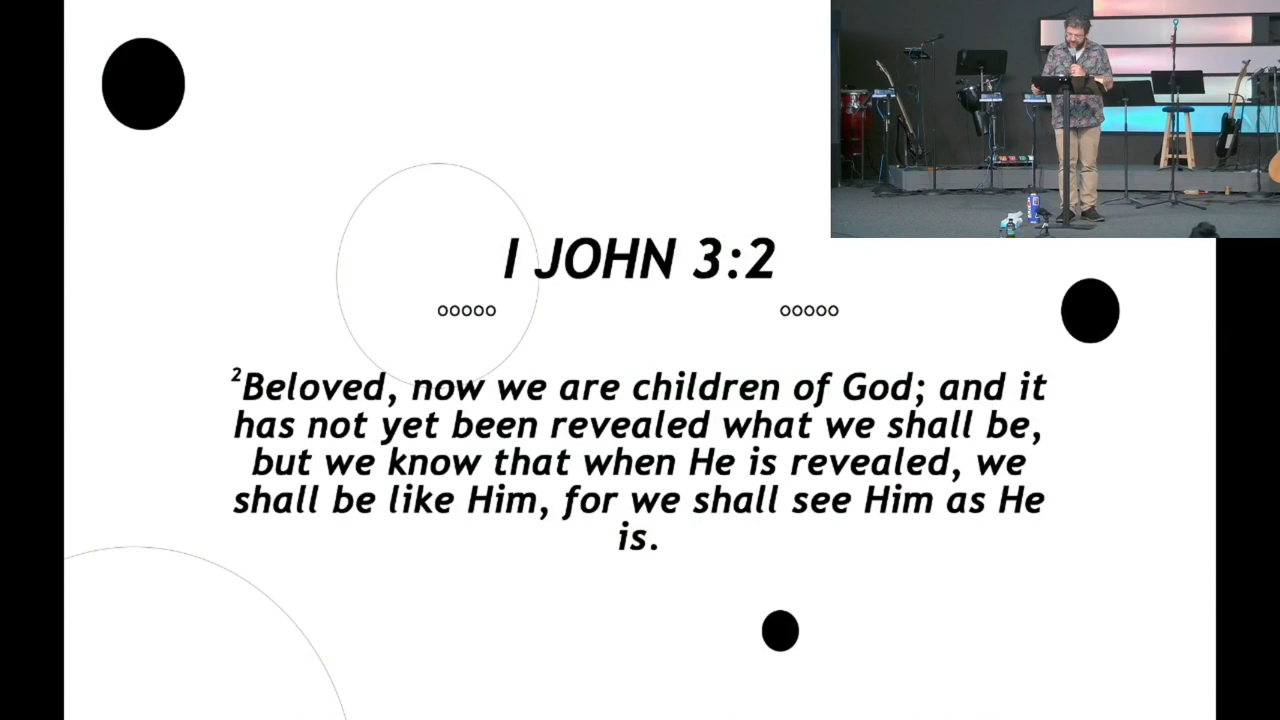 I JOHN 3:2
ooooo ooooo
²Beloved, now we are children of God; and it
has not yet been revealed what we shall be,
but we know that when He is revealed, we
shall be like Him, for we shall see Him as He
is.